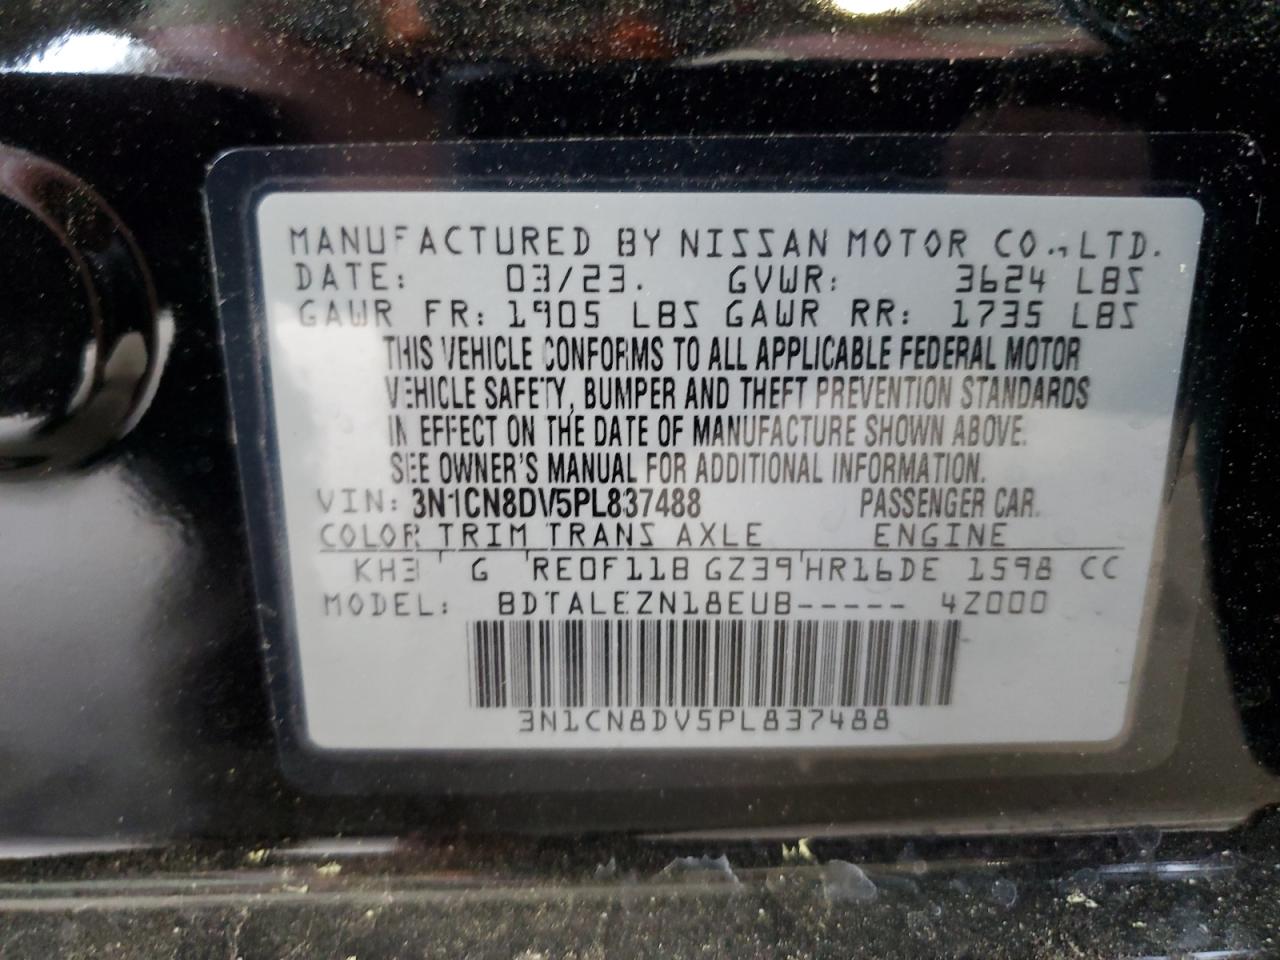 MANUFACTURED BY NISSAN MOTOR CO., LTD.
DATE: 03/23. GVWR: 3624 LBS
GAWR FR: 1905 LBS GAWR RR: 1735 LBS
THIS VEHICLE CONFORMS TO ALL APPLICABLE FEDERAL MOTOR
VEHICLE SAFETY, BUMPER AND THEFT PREVENTION STANDARDS
IN EFFECT ON THE DATE OF MANUFACTURE SHOWN ABOVE.
SEE OWNER'S MANUAL FOR ADDITIONAL INFORMATION.
VIN: 3N1CN8DV5PL837488 PASSENGER CAR.
COLOR TRIM TRANS AXLE ENGINE
KH3 G RE0F11B GZ39 HR16DE 1598 CC
MODEL: BDTALEZN18EUB----- 4Z000
3N1CN8DV5PL837488